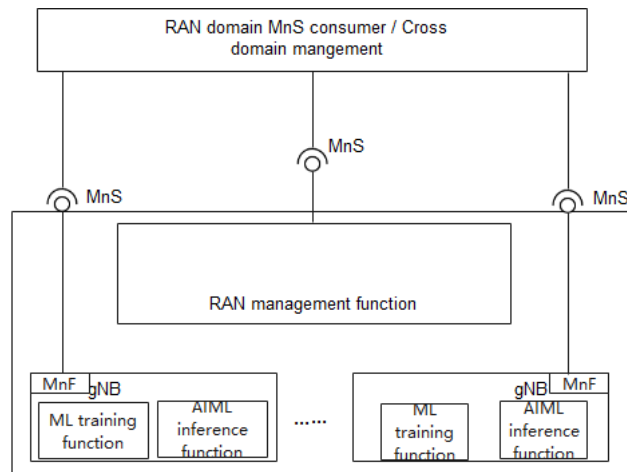 RAN domain MnS consumer / Cross
domain mangement
MnS
MnS
MnS
RAN management function
MnF
gNB
ML training
function
AIML
inference
function
......
gNB
MnF
ML
training
function
AIML
inference
function